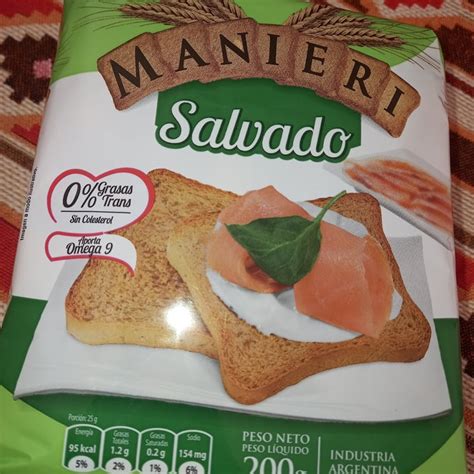 MANIERI
Salvado
0% Grasas
Trans
Sin Colesterol
Aporta
Omega 9
Porción: 25 g
Energía
95 kcal
5%
Grasas
Totales
1.2 g
2%
Grasas
Saturadas
0.2 g
1%
Sodio
154 mg
6%
PESO NETO
PESO LÍQUIDO
200g
INDUSTRIA
ARGENTINA